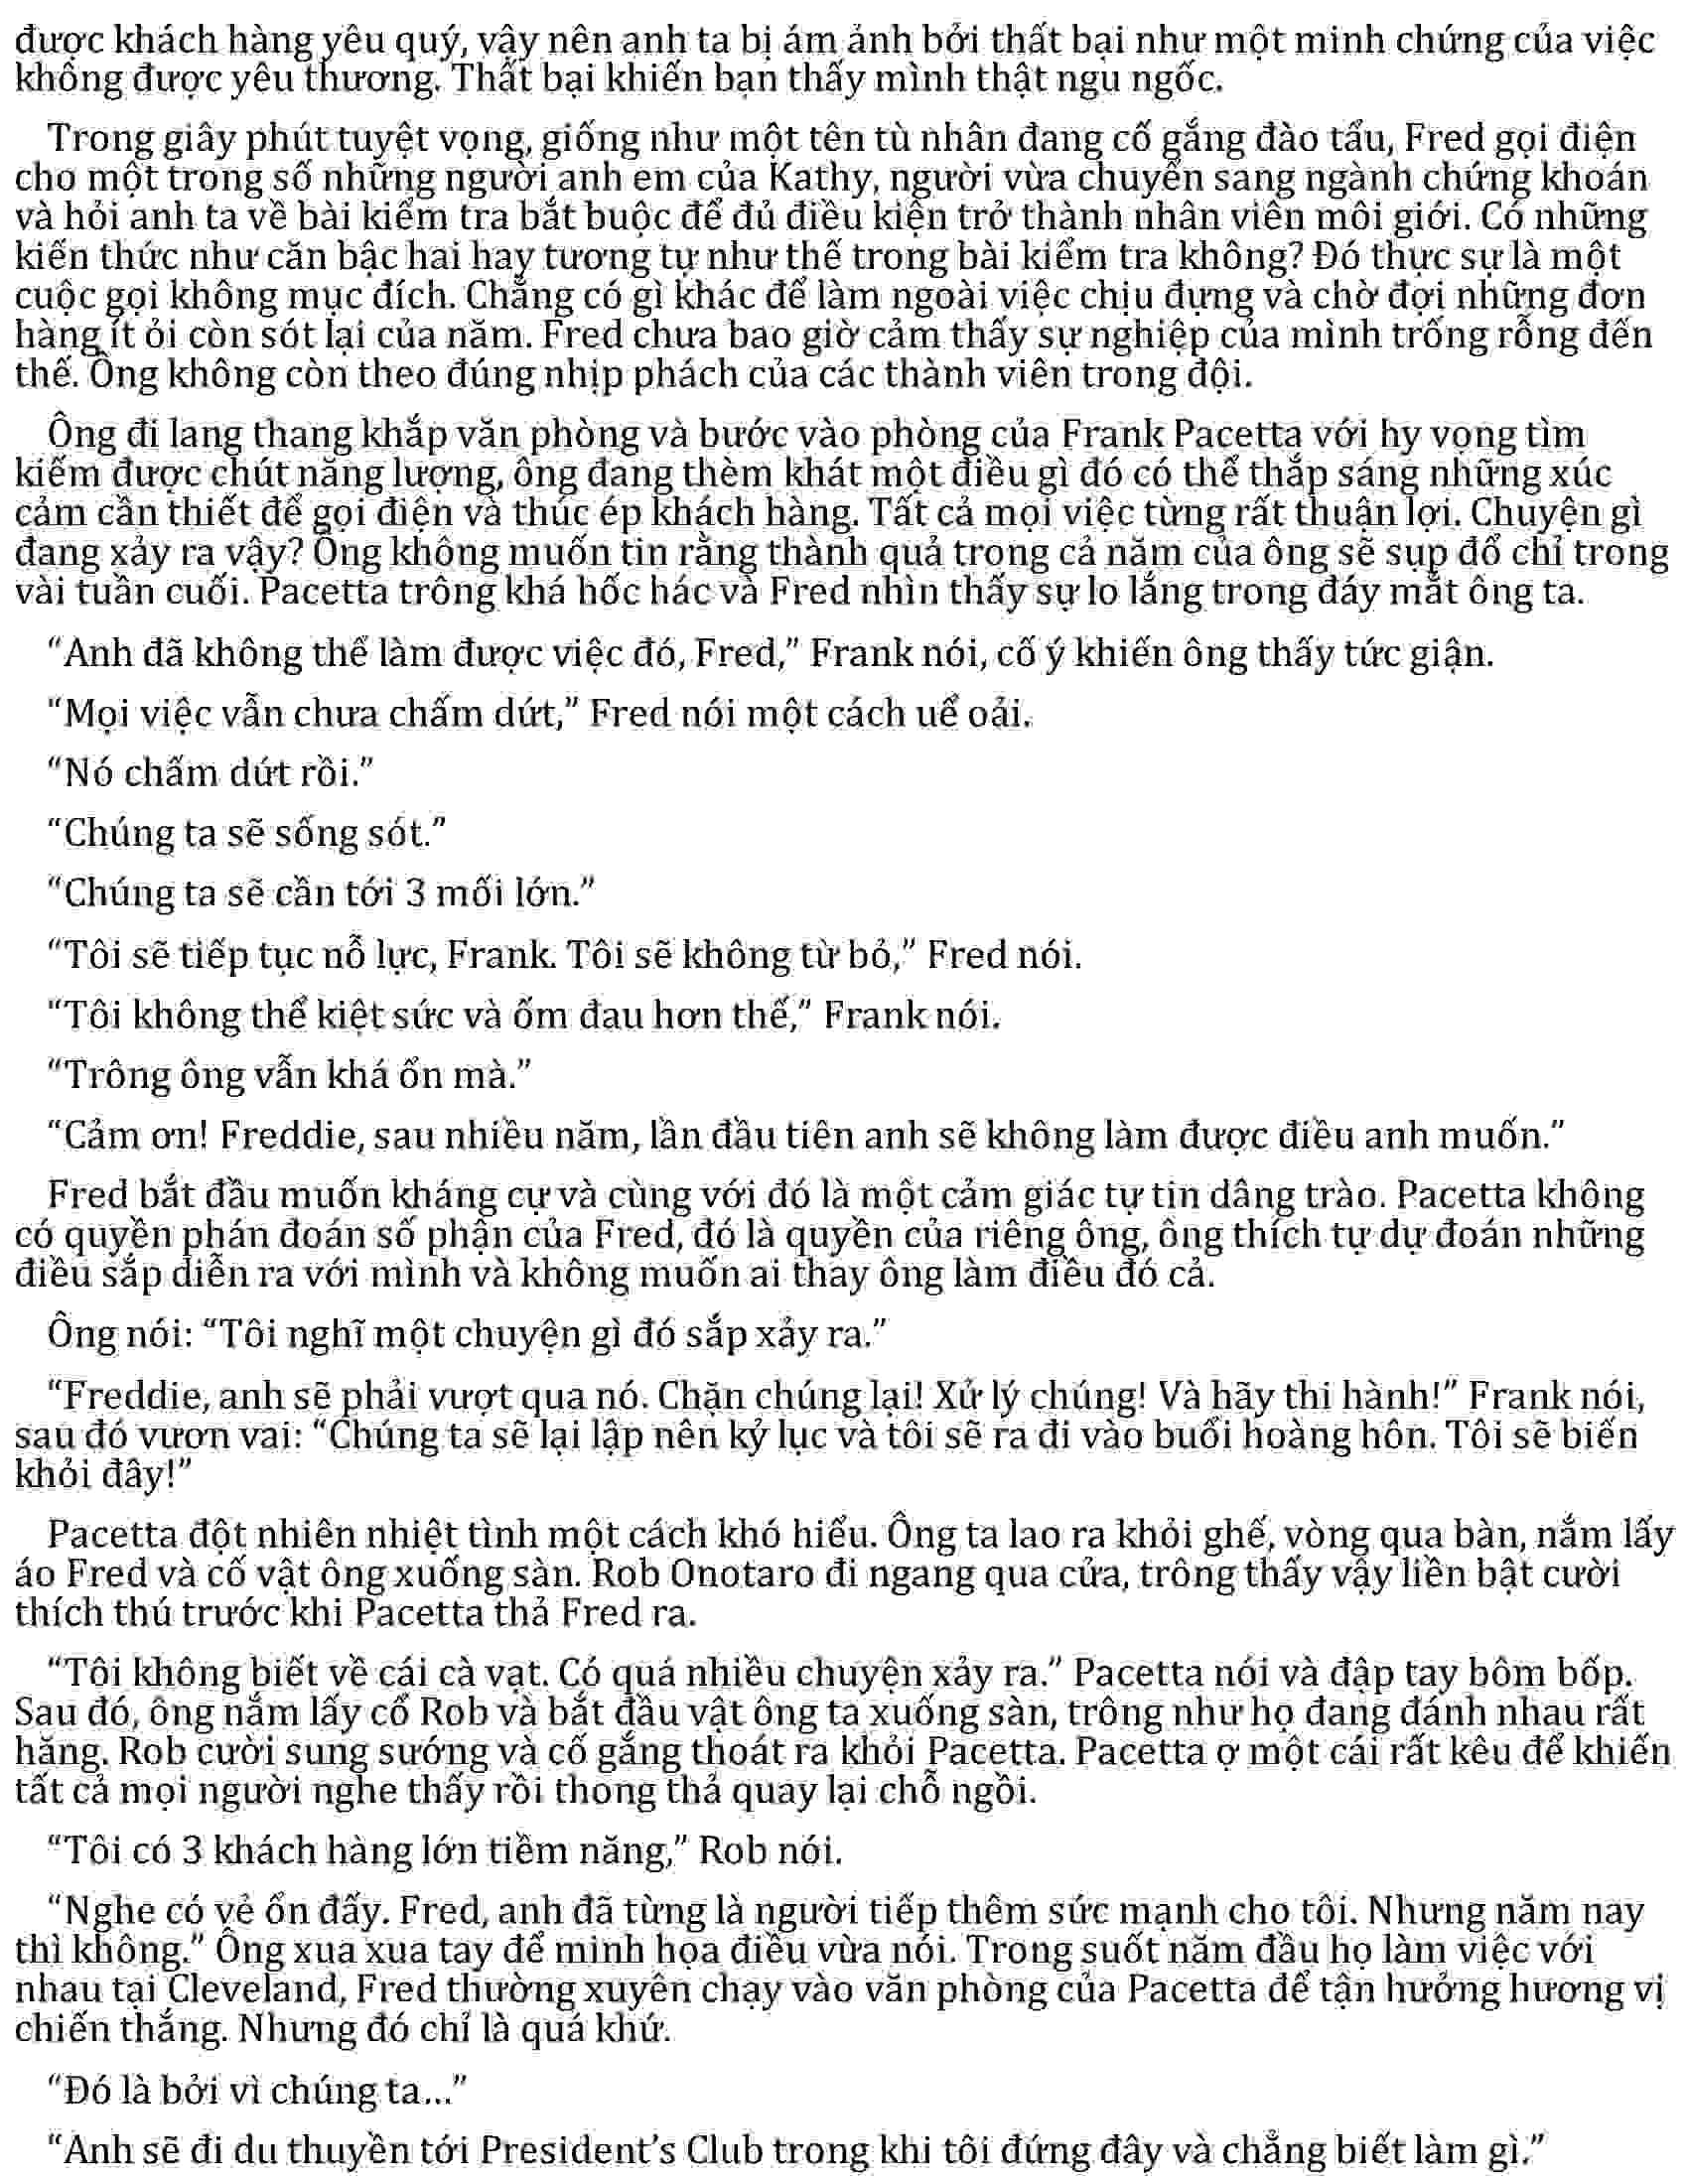 được khách hàng yêu quý, vậy nên anh ta bị ám ảnh bởi thất bại như một minh chứng của việc
không được yêu thương. Thất bại khiến bạn thấy mình thật ngu ngốc.
Trong giây phút tuyệt vọng, giống như một tên tù nhân đang cố gắng đào tẩu, Fred gọi điện
cho một trong số những người anh em của Kathy, người vừa chuyển sang ngành chứng khoán
và hỏi anh ta về bài kiểm tra bắt buộc để đủ điều kiện trở thành nhân viên môi giới. Có những
kiến thức như căn bậc hai hay tương tự như thế trong bài kiểm tra không? Đó thực sự là một
cuộc gọi không mục đích. Chẳng có gì khác để làm ngoài việc chịu đựng và chờ đợi những đơn
hàng ít ỏi còn sót lại của năm. Fred chưa bao giờ cảm thấy sự nghiệp của mình trống rỗng đến
thế. Ông không còn theo đúng nhịp phách của các thành viên trong đội.
Ông đi lang thang khắp văn phòng và bước vào phòng của Frank Pacetta với hy vọng tìm
kiếm được chút năng lượng, ông đang thèm khát một điều gì đó có thể thắp sáng những xúc
cảm cần thiết để gọi điện và thúc ép khách hàng. Tất cả mọi việc từng rất thuận lợi. Chuyện gì
đang xảy ra vậy? Ông không muốn tin rằng thành quả trong cả năm của ông sẽ sụp đổ chỉ trong
vài tuần cuối. Pacetta trông khá hốc hác và Fred nhìn thấy sự lo lắng trong đáy mắt ông ta.
“Anh đã không thể làm được việc đó, Fred,” Frank nói, cố ý khiến ông thấy tức giận.
“Mọi việc vẫn chưa chấm dứt,” Fred nói một cách uể oải.
“Nó chấm dứt rồi.”
“Chúng ta sẽ sống sót.”
“Chúng ta sẽ cần tới 3 mối lớn.”
“Tôi sẽ tiếp tục nỗ lực, Frank. Tôi sẽ không từ bỏ,” Fred nói.
“Tôi không thể kiệt sức và ốm đau hơn thế,” Frank nói.
“Trông ông vẫn khá ổn mà.”
“Cảm ơn! Freddie, sau nhiều năm, lần đầu tiên anh sẽ không làm được điều anh muốn.”
Fred bắt đầu muốn kháng cự và cùng với đó là một cảm giác tự tin dâng trào. Pacetta không
có quyền phán đoán số phận của Fred, đó là quyền của riêng ông, ông thích tự dự đoán những
điều sắp diễn ra với mình và không muốn ai thay ông làm điều đó cả.
Ông nói: “Tôi nghĩ một chuyện gì đó sắp xảy ra.”
“Freddie, anh sẽ phải vượt qua nó. Chặn chúng lại! Xử lý chúng! Và hãy thi hành!” Frank nói,
sau đó vươn vai: “Chúng ta sẽ lại lập nên kỷ lục và tôi sẽ ra đi vào buổi hoàng hôn. Tôi sẽ biến
khỏi đây!”
Pacetta đột nhiên nhiệt tình một cách khó hiểu. Ông ta lao ra khỏi ghế, vòng qua bàn, nắm lấy
áo Fred và cố vật ông xuống sàn. Rob Onotaro đi ngang qua cửa, trông thấy vậy liền bật cười
thích thú trước khi Pacetta thả Fred ra.
“Tôi không biết về cái cà vạt. Có quá nhiều chuyện xảy ra.” Pacetta nói và đập tay bôm bốp.
Sau đó, ông nắm lấy cổ Rob và bắt đầu vật ông ta xuống sàn, trông như họ đang đánh nhau rất
hăng. Rob cười sung sướng và cố gắng thoát ra khỏi Pacetta. Pacetta ợ một cái rất kêu để khiến
tất cả mọi người nghe thấy rồi thong thả quay lại chỗ ngồi.
“Tôi có 3 khách hàng lớn tiềm năng,” Rob nói.
“Nghe có vẻ ổn đấy. Fred, anh đã từng là người tiếp thêm sức mạnh cho tôi. Nhưng năm nay
thì không.” Ông xua xua tay để minh họa điều vừa nói. Trong suốt năm đầu họ làm việc với
nhau tại Cleveland, Fred thường xuyên chạy vào văn phòng của Pacetta để tận hưởng hương vị
chiến thắng. Nhưng đó chỉ là quá khứ.
“Đó là bởi vì chúng ta...”
“Anh sẽ đi du thuyền tới President’s Club trong khi tôi đứng đây và chẳng biết làm gì.”